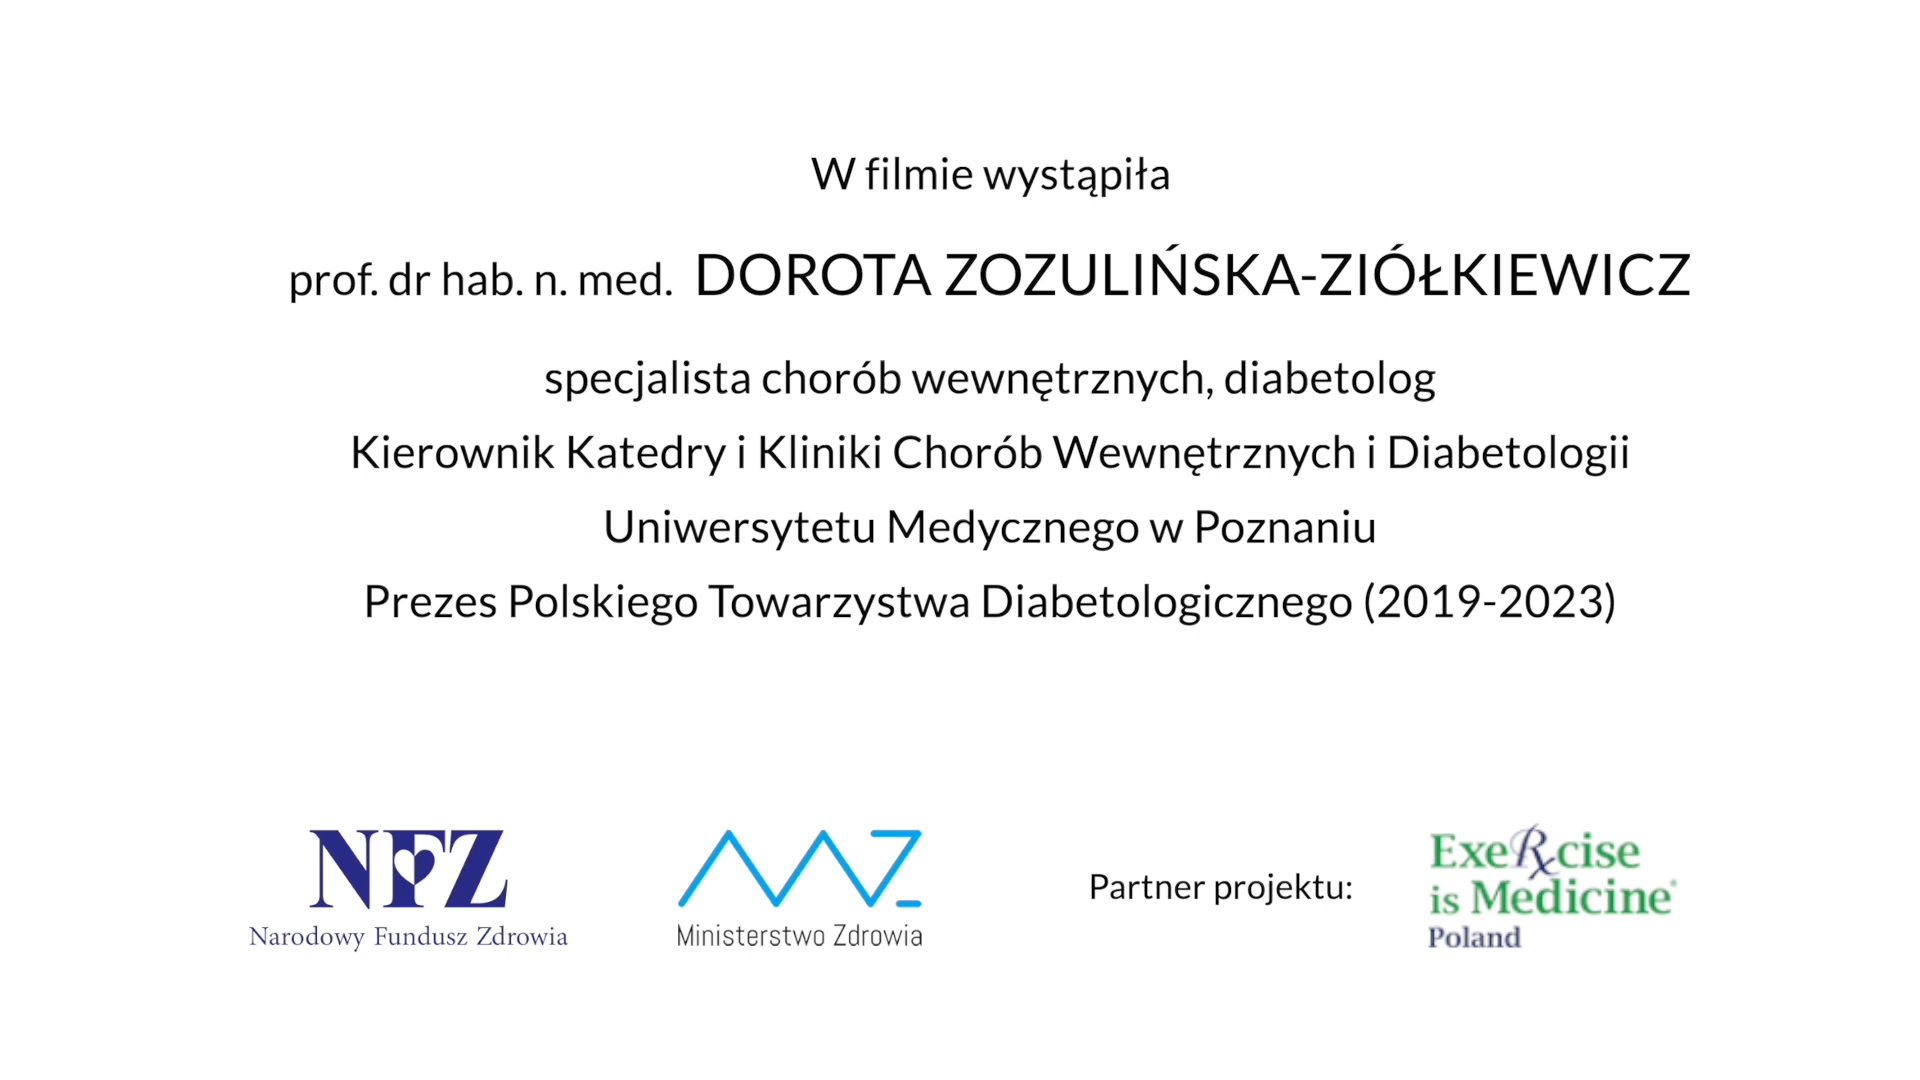 W filmie wystąpiła
prof. dr hab. n. med. DOROTA ZOZULIŃSKA-ZIÓŁKIEWICZ
specjalista chorób wewnętrznych, diabetolog
Kierownik Katedry i Kliniki Chorób Wewnętrznych i Diabetologii
Uniwersytetu Medycznego w Poznaniu
Prezes Polskiego Towarzystwa Diabetologicznego (2019-2023)
NFZ
Narodowy Fundusz Zdrowia
MZ
Ministerstwo Zdrowia
Partner projektu:
ExeRxcise
is Medicine®
Poland